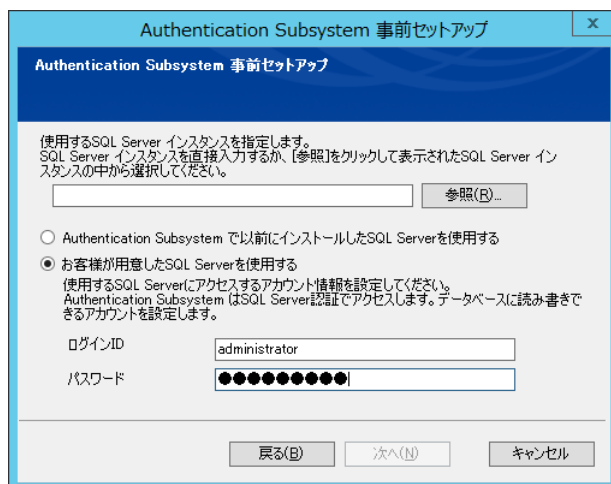 Authentication Subsystem 事前セットアップ
x
Authentication Subsystem 事前セットアップ
使用するSQL Server インスタンスを指定します。
SQL Server インスタンスを直接入力するか、[参照]をクリックして表示されたSQL Server イン
スタンスの中から選択してください。
参照(R)...
Authentication Subsystem で以前にインストールしたSQL Serverを使用する
お客様が用意したSQL Serverを使用する
使用するSQL Serverにアクセスするアカウント情報を設定してください。
Authentication Subsystem はSQL Server認証でアクセスします。データベースに読み書きで
きるアカウントを設定します。
ログインID
administrator
パスワード
●●●●●●●●●
戻る(B)
次へ(N)
キャンセル